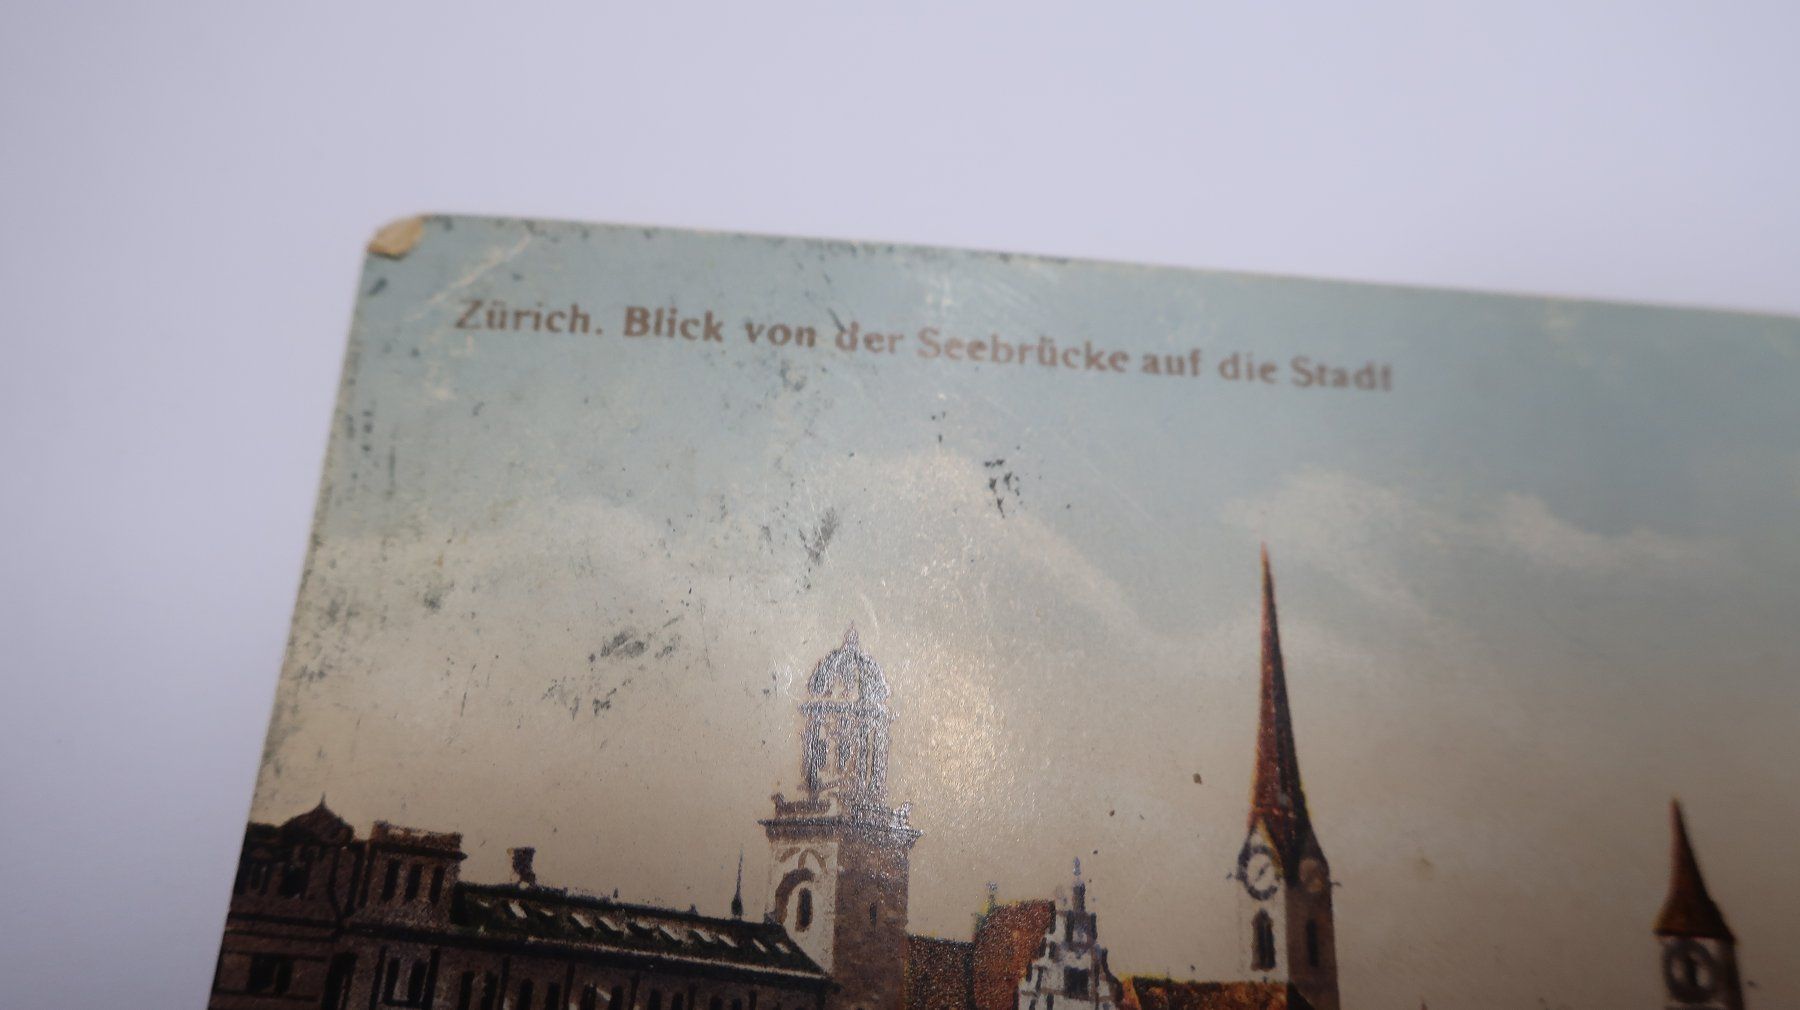 Zürich. Blick von der Seebrücke auf die Stadt